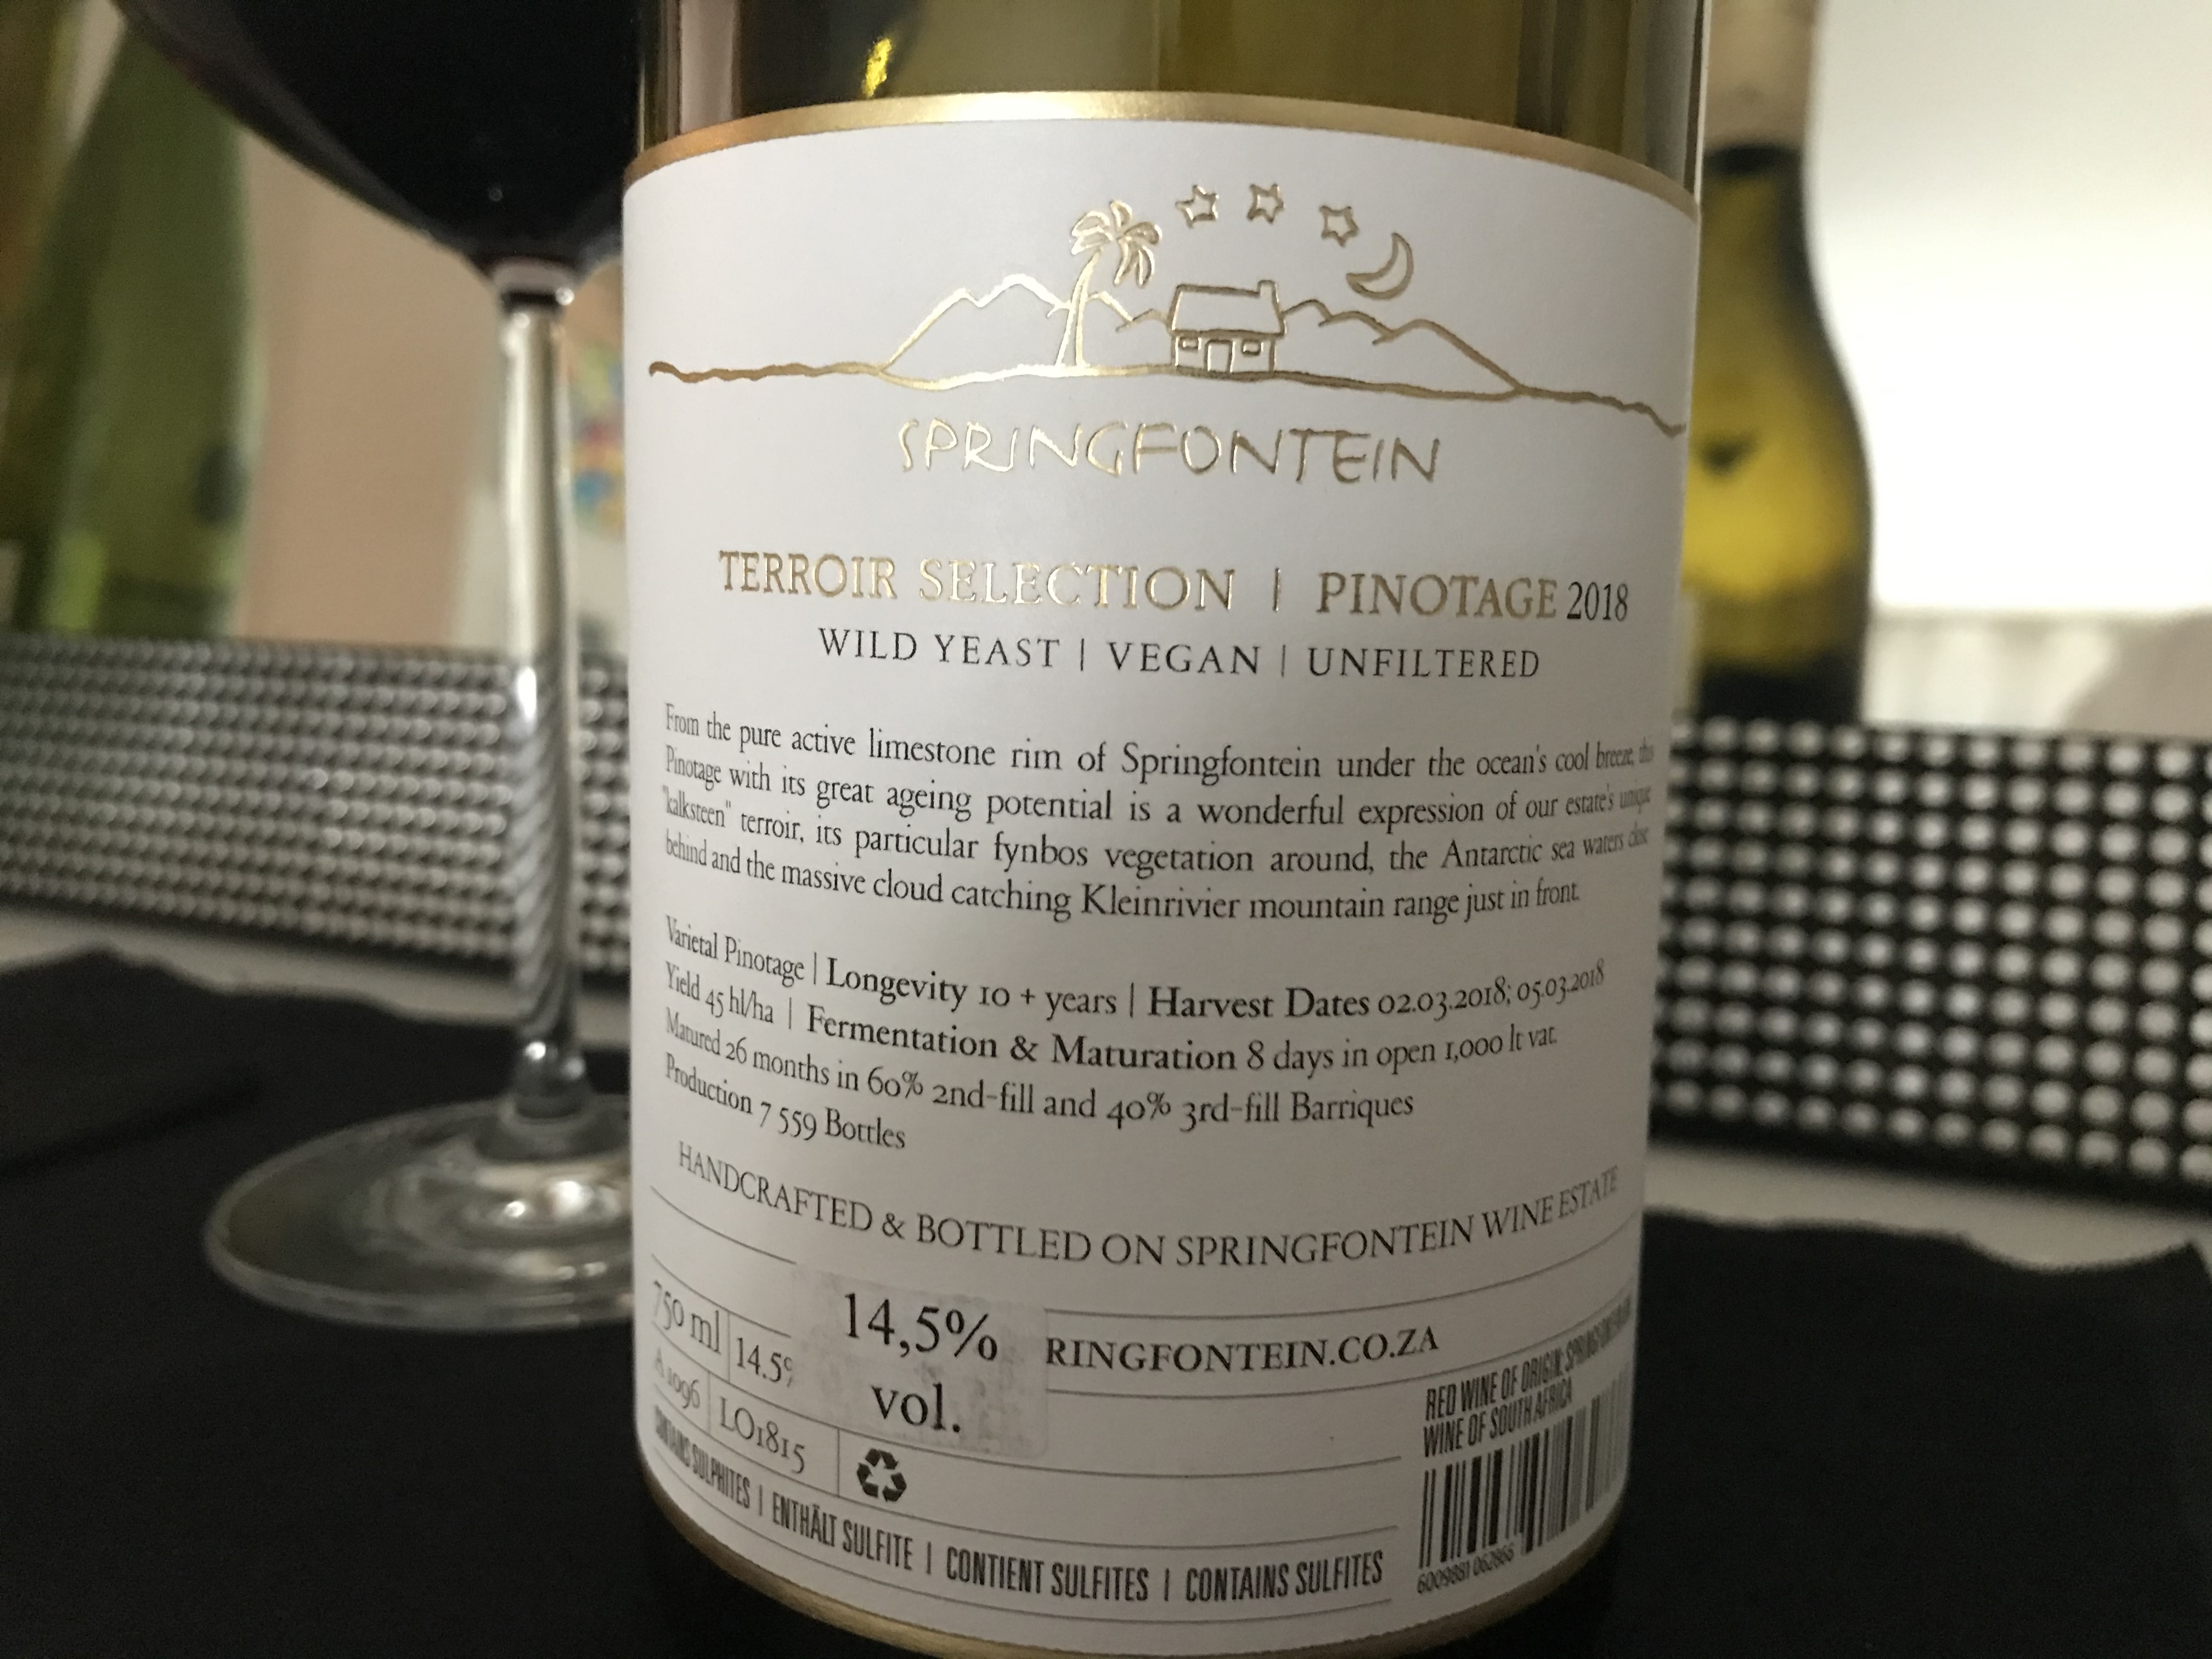 SPRINGFONTEIN
TERROIR SELECTION | PINOTAGE 2018
WILD YEAST | VEGAN | UNFILTERED
From the pure active limestone rim of Springfontein under the ocean's cool breeze, this
Pinotage with its great ageing potential is a wonderful expression of our estate's unique
"kalksteen" terroir, its particular fynbos vegetation around, the Antarctic sea waters close
behind and the massive cloud catching Kleinrivier mountain range just in front.
Varietal Pinotage | Longevity 10 + years | Harvest Dates 02.03.2018; 05.03.2018
Yield 45 hl/ha | Fermentation & Maturation 8 days in open 1,000 lt vat.
Matured 26 months in 60% 2nd-fill and 40% 3rd-fill Barriques
Production 7 559 Bottles
HANDCRAFTED & BOTTLED ON SPRINGFONTEIN WINE ESTATE
750 ml | 14.5%
14,5%
vol.
RINGFONTEIN.CO.ZA
A 1096 | LO1815
RED WINE OF ORIGIN:
WINE OF SOUTH AFRICA
CONTAINS SULPHITES | ENTHÄLT SULFITE | CONTIENT SULFITES | CONTAINS SULFITES
6009881 062866